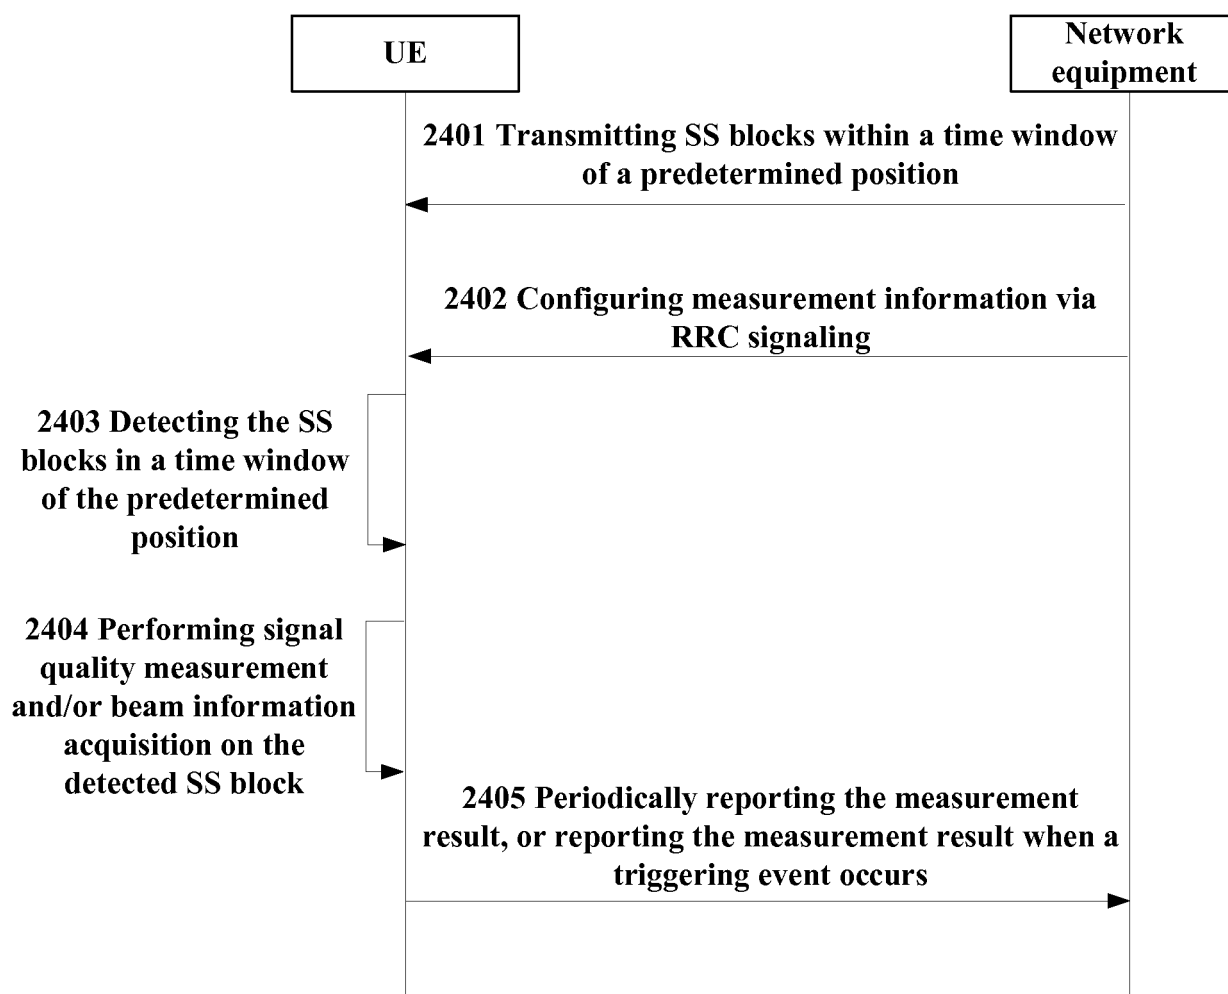 UE
Network
equipment
2401 Transmitting SS blocks within a time window
of a predetermined position
2402 Configuring measurement information via
RRC signaling
2403 Detecting the SS
blocks in a time window
of the predetermined
position
2404 Performing signal
quality measurement
and/or beam information
acquisition on the
detected SS block
2405 Periodically reporting the measurement
result, or reporting the measurement result when a
triggering event occurs